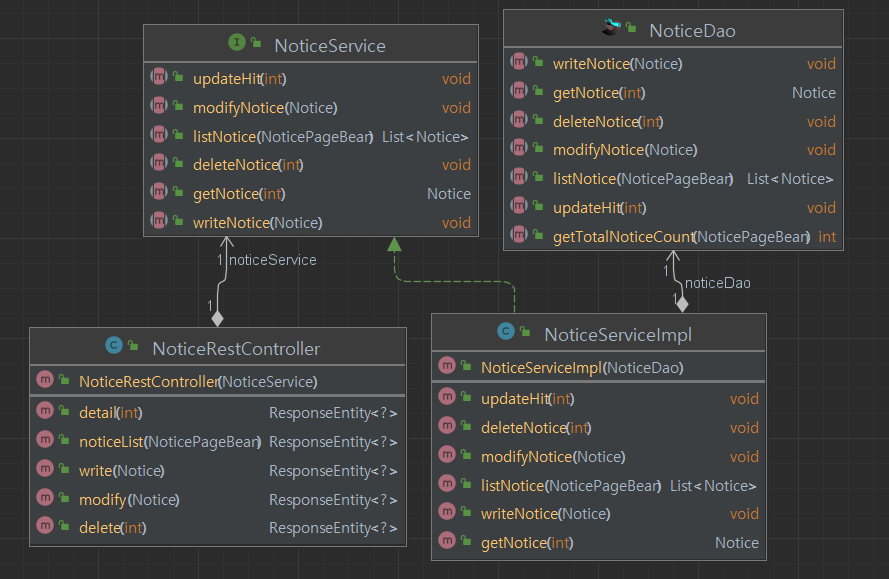 NoticeService
updateHit(int) void
modifyNotice(Notice) void
listNotice(NoticePageBean) List<Notice>
deleteNotice(int) void
getNotice(int) Notice
writeNotice(Notice) void
NoticeDao
writeNotice(Notice) void
getNotice(int) Notice
deleteNotice(int) void
modifyNotice(Notice) void
listNotice(NoticePageBean) List<Notice>
updateHit(int) void
getTotalNoticeCount(NoticePageBean) int
1 noticeService
1
1
noticeDao
1
NoticeRestController
NoticeRestController(NoticeService)
detail(int) ResponseEntity<?>
noticeList(NoticePageBean) ResponseEntity<?>
write(Notice) ResponseEntity<?>
modify(Notice) ResponseEntity<?>
delete(int) ResponseEntity<?>
NoticeServiceImpl
NoticeServiceImpl(NoticeDao)
updateHit(int) void
deleteNotice(int) void
modifyNotice(Notice) void
listNotice(NoticePageBean) List<Notice>
writeNotice(Notice) void
getNotice(int) Notice